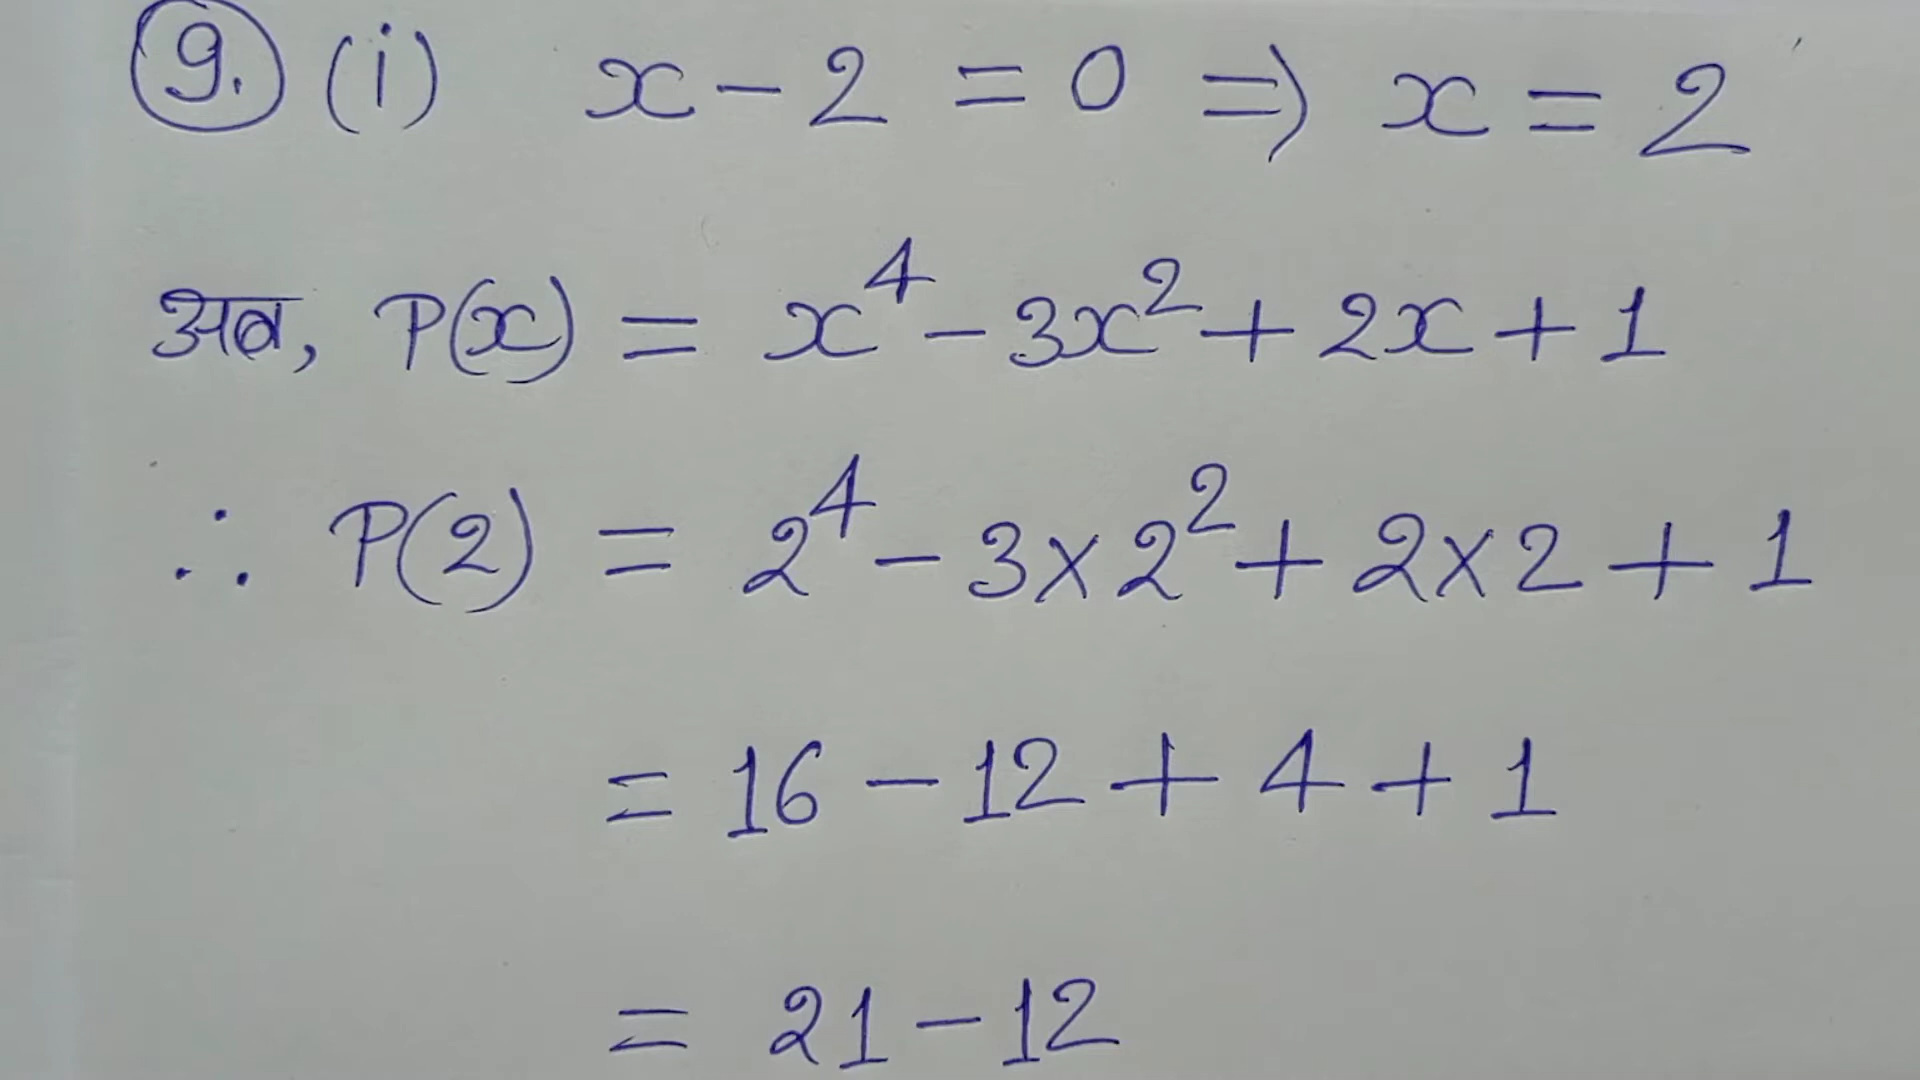 9. (i) x - 2 = 0 => x = 2
अब, P(x) = x⁴ - 3x² + 2x + 1
∴ P(2) = 2⁴ - 3×2² + 2×2 + 1
= 16 - 12 + 4 + 1
= 21 - 12